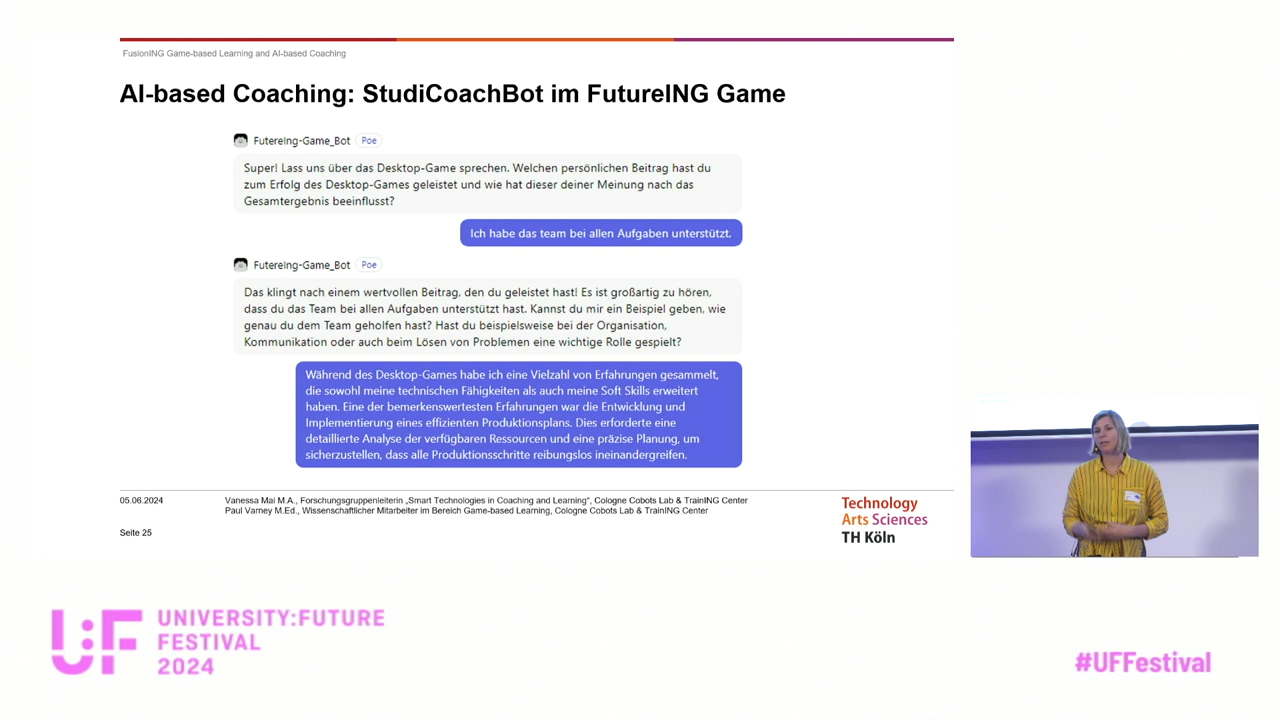 FusionING Game-based Learning and AI-based Coaching
AI-based Coaching: StudiCoachBot im FutureING Game
FutereIng-Game_Bot Poe
Super! Lass uns über das Desktop-Game sprechen. Welchen persönlichen Beitrag hast du
zum Erfolg des Desktop-Games geleistet und wie hat dieser deiner Meinung nach das
Gesamtergebnis beeinflusst?
Ich habe das team bei allen Aufgaben unterstützt.
FutereIng-Game_Bot Poe
Das klingt nach einem wertvollen Beitrag, den du geleistet hast! Es ist großartig zu hören,
dass du das Team bei allen Aufgaben unterstützt hast. Kannst du mir ein Beispiel geben, wie
genau du dem Team geholfen hast? Hast du beispielsweise bei der Organisation,
Kommunikation oder auch beim Lösen von Problemen eine wichtige Rolle gespielt?
Während des Desktop-Games habe ich eine Vielzahl von Erfahrungen gesammelt,
die sowohl meine technischen Fähigkeiten als auch meine Soft Skills erweitert
haben. Eine der bemerkenswertesten Erfahrungen war die Entwicklung und
Implementierung eines effizienten Produktionsplans. Dies erforderte eine
detaillierte Analyse der verfügbaren Ressourcen und eine präzise Planung, um
sicherzustellen, dass alle Produktionsschritte reibungslos ineinandergreifen.
05.06.2024
Vanessa Mai M.A., Forschungsgruppenleiterin „Smart Technologies in Coaching and Learning", Cologne Cobots Lab & TrainING Center
Paul Varney M.Ed., Wissenschaftlicher Mitarbeiter im Bereich Game-based Learning, Cologne Cobots Lab & TrainING Center
Seite 25
Technology
Arts Sciences
TH Köln
U:F
UNIVERSITY:FUTURE
FESTIVAL
2024
#UFFestival